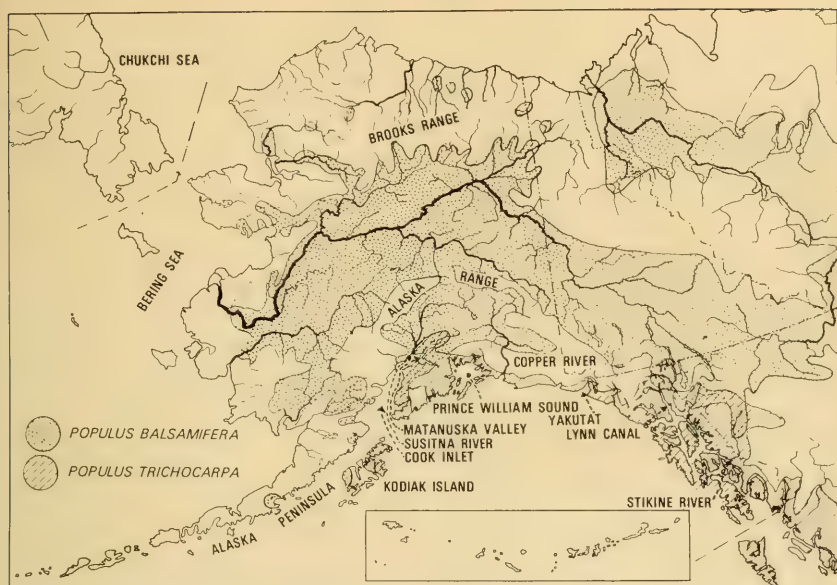 CHUKCHI SEA
BROOKS RANGE
BERING SEA
ALASKA
RANGE
COPPER RIVER
PRINCE WILLIAM SOUND
YAKUTAT
MATANUSKA VALLEY
LYNN CANAL
SUSITNA RIVER
COOK INLET
POPULUS BALSAMIFERA
POPULUS TRICHOCARPA
KODIAK ISLAND
STIKINE RIVER
ALASKA PENINSULA